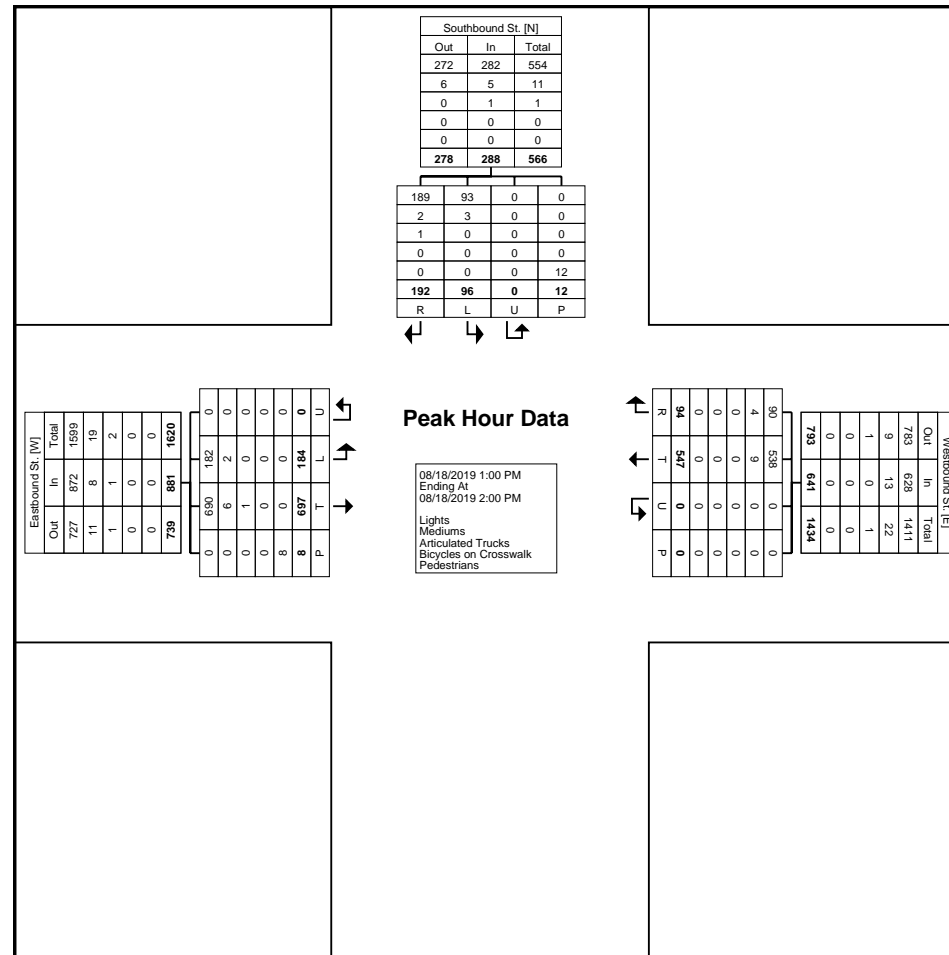 Southbound St. [N]
Out In Total
272 282 554
6 5 11
0 1 1
0 0 0
0 0 0
278 288 566
189 93 0 0
2 3 0 0
1 0 0 0
0 0 0 0
0 0 0 12
192 96 0 12
R L U P
Eastbound St. [W]
Total In Out
1599 872 727
19 8 11
2 1 1
0 0 0
0 0 0
1620 881 739
0 182 690 0
0 2 6 0
0 0 1 0
0 0 0 0
0 0 0 8
0 184 697 8
U L T P
Peak Hour Data
08/18/2019 1:00 PM
Ending At
08/18/2019 2:00 PM
Lights
Mediums
Articulated Trucks
Bicycles on Crosswalk
Pedestrians
Westbound St. [E]
Out In Total
783 628 1411
9 13 22
1 0 1
0 0 0
0 0 0
793 641 1434
90 538 0 0
4 9 0 0
0 0 0 0
0 0 0 0
0 0 0 0
94 547 0 0
R T U P